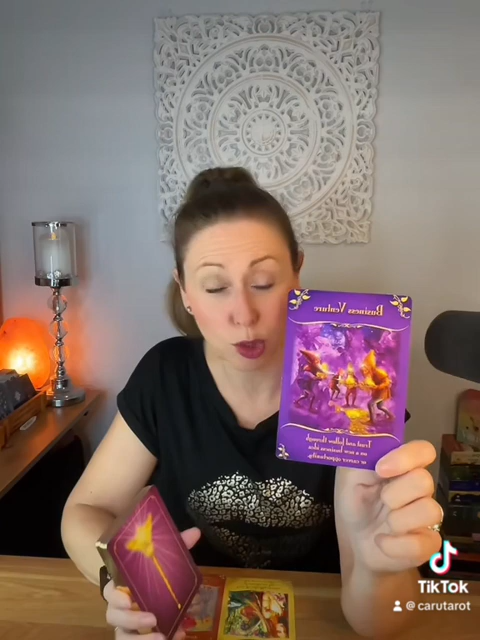 Business Venture
Trust and follow through
on a new business idea
or career opportunity.
TikTok
@ carutarot